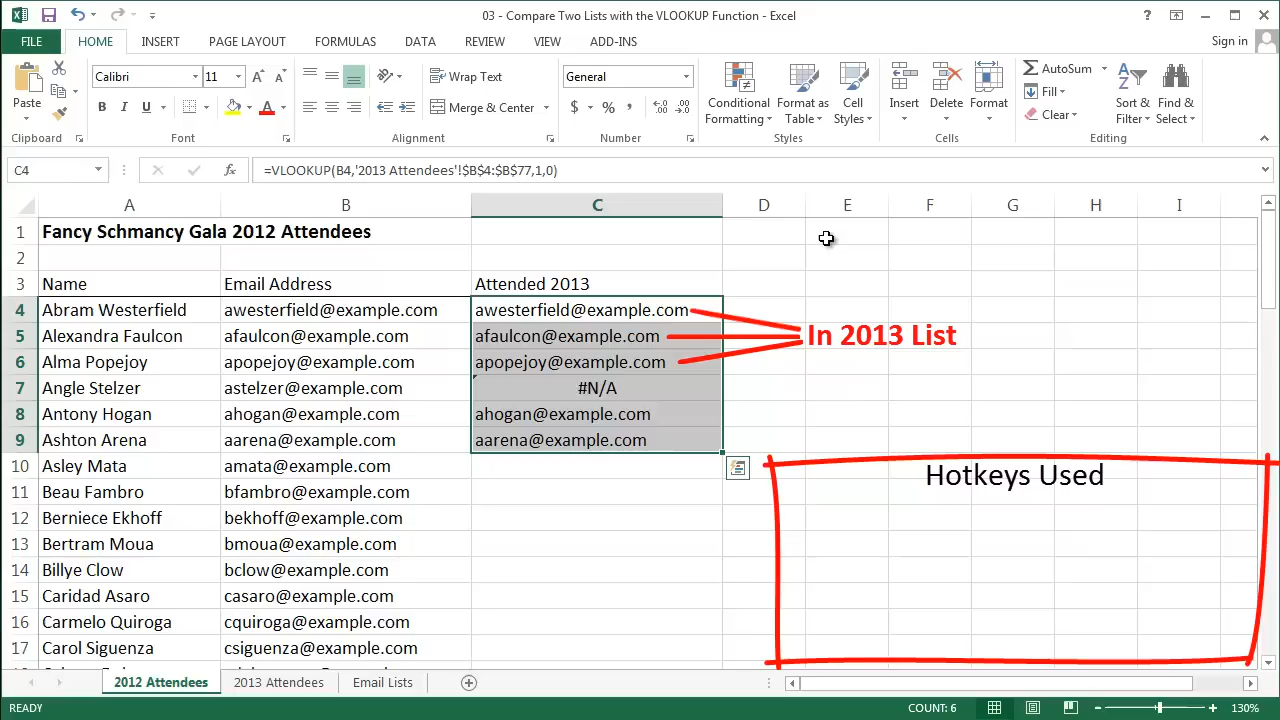 03 - Compare Two Lists with the VLOOKUP Function - Excel
?
FILE HOME INSERT PAGE LAYOUT FORMULAS DATA REVIEW VIEW ADD-INS Sign in
Paste
Calibri 11 A A
B I U A
Wrap Text
Merge & Center
General
$ % ,
Conditional Formatting
Format as Table
Cell Styles
Insert Delete Format
AutoSum
Fill
Clear
Sort & Filter
Find & Select
Clipboard Font Alignment Number Styles Cells Editing
C4 fx =VLOOKUP(B4,'2013 Attendees'!$B$4:$B$77,1,0)
A B C D E F G H I
1 Fancy Schmancy Gala 2012 Attendees
2
3 Name Email Address Attended 2013
4 Abram Westerfield awesterfield@example.com awesterfield@example.com
5 Alexandra Faulcon afaulcon@example.com afaulcon@example.com In 2013 List
6 Alma Popejoy apopejoy@example.com apopejoy@example.com
7 Angle Stelzer astelzer@example.com #N/A
8 Antony Hogan ahogan@example.com ahogan@example.com
9 Ashton Arena aarena@example.com aarena@example.com
10 Asley Mata amata@example.com Hotkeys Used
11 Beau Fambro bfambro@example.com
12 Berniece Ekhoff bekhoff@example.com
13 Bertram Moua bmoua@example.com
14 Billye Clow bclow@example.com
15 Caridad Asaro casaro@example.com
16 Carmelo Quiroga cquiroga@example.com
17 Carol Siguenza csiguenza@example.com
2012 Attendees 2013 Attendees Email Lists
READY COUNT: 6 130%